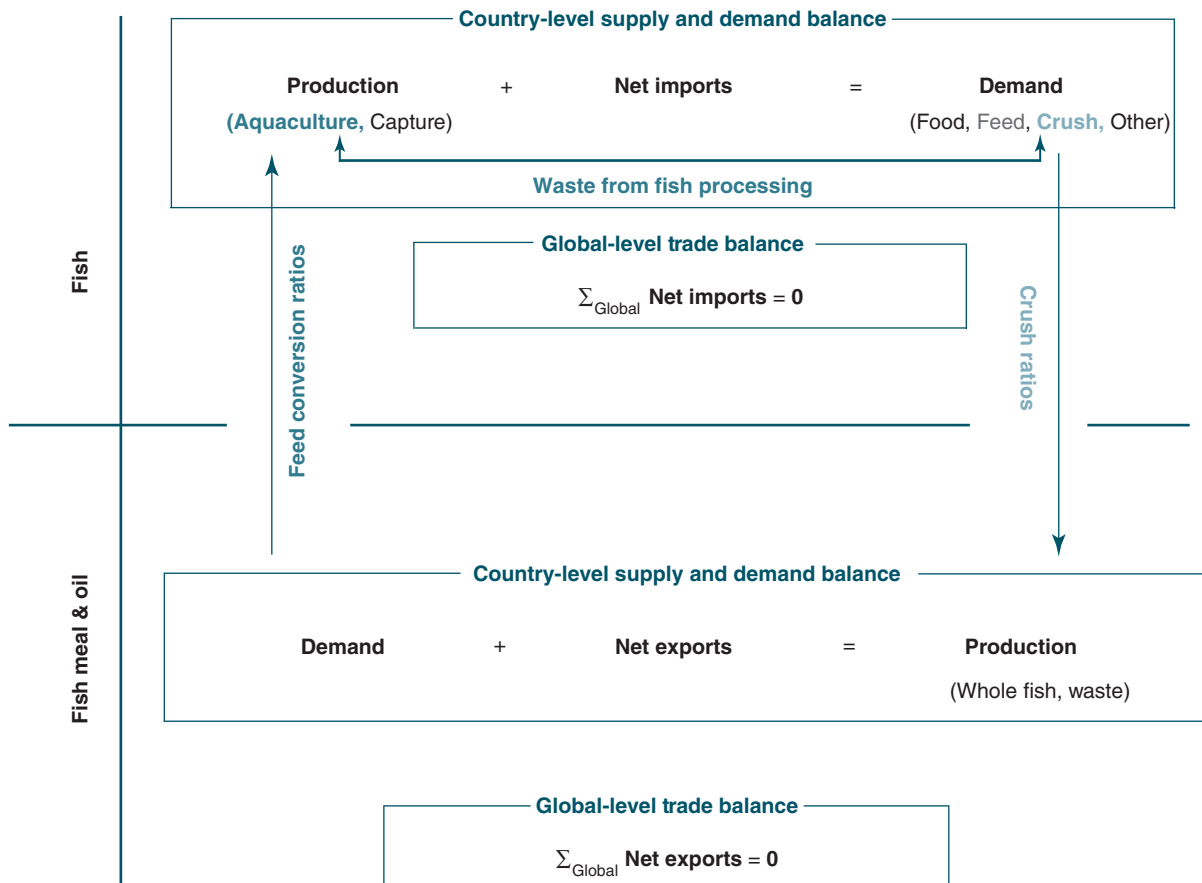 Country-level supply and demand balance
Production + Net imports = Demand
(Aquaculture, Capture) (Food, Feed, Crush, Other)
Waste from fish processing
Global-level trade balance
Σ Global Net imports = 0
Fish
Feed conversion ratios
Crush ratios
Country-level supply and demand balance
Demand + Net exports = Production
(Whole fish, waste)
Fish meal & oil
Global-level trade balance
Σ Global Net exports = 0